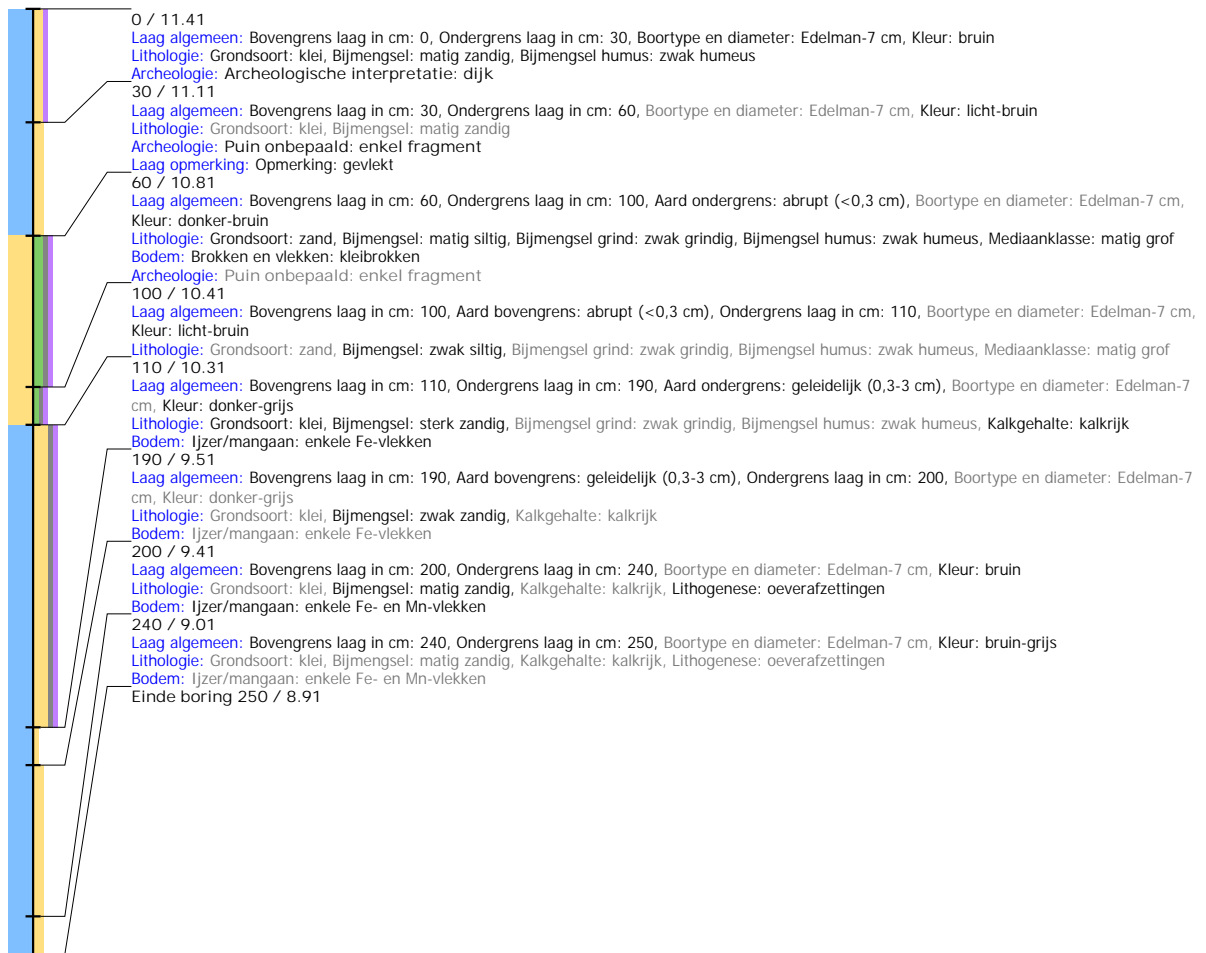 0 / 11.41
Laag algemeen: Bovengrens laag in cm: 0, Ondergrens laag in cm: 30, Boortype en diameter: Edelman-7 cm, Kleur: bruin
Lithologie: Grondsoort: klei, Bijmengsel: matig zandig, Bijmengsel humus: zwak humeus
Archeologie: Archeologische interpretatie: dijk
30 / 11.11
Laag algemeen: Bovengrens laag in cm: 30, Ondergrens laag in cm: 60, Boortype en diameter: Edelman-7 cm, Kleur: licht-bruin
Lithologie: Grondsoort: klei, Bijmengsel: matig zandig
Archeologie: Puin onbepaald: enkel fragment
Laag opmerking: Opmerking: gevlekt
60 / 10.81
Laag algemeen: Bovengrens laag in cm: 60, Ondergrens laag in cm: 100, Aard ondergrens: abrupt (<0,3 cm), Boortype en diameter: Edelman-7 cm,
Kleur: donker-bruin
Lithologie: Grondsoort: zand, Bijmengsel: matig siltig, Bijmengsel grind: zwak grindig, Bijmengsel humus: zwak humeus, Mediaanklasse: matig grof
Bodem: Brokken en vlekken: kleibrokken
Archeologie: Puin onbepaald: enkel fragment
100 / 10.41
Laag algemeen: Bovengrens laag in cm: 100, Aard bovengrens: abrupt (<0,3 cm), Ondergrens laag in cm: 110, Boortype en diameter: Edelman-7 cm,
Kleur: licht-bruin
Lithologie: Grondsoort: zand, Bijmengsel: zwak siltig, Bijmengsel grind: zwak grindig, Bijmengsel humus: zwak humeus, Mediaanklasse: matig grof
110 / 10.31
Laag algemeen: Bovengrens laag in cm: 110, Ondergrens laag in cm: 190, Aard ondergrens: geleidelijk (0,3-3 cm), Boortype en diameter: Edelman-7
cm, Kleur: donker-grijs
Lithologie: Grondsoort: klei, Bijmengsel: sterk zandig, Bijmengsel grind: zwak grindig, Bijmengsel humus: zwak humeus, Kalkgehalte: kalkrijk
Bodem: Ijzer/mangaan: enkele Fe-vlekken
190 / 9.51
Laag algemeen: Bovengrens laag in cm: 190, Aard bovengrens: geleidelijk (0,3-3 cm), Ondergrens laag in cm: 200, Boortype en diameter: Edelman-7
cm, Kleur: donker-grijs
Lithologie: Grondsoort: klei, Bijmengsel: zwak zandig, Kalkgehalte: kalkrijk
Bodem: Ijzer/mangaan: enkele Fe-vlekken
200 / 9.41
Laag algemeen: Bovengrens laag in cm: 200, Ondergrens laag in cm: 240, Boortype en diameter: Edelman-7 cm, Kleur: bruin
Lithologie: Grondsoort: klei, Bijmengsel: matig zandig, Kalkgehalte: kalkrijk, Lithogenese: oeverafzettingen
Bodem: Ijzer/mangaan: enkele Fe- en Mn-vlekken
240 / 9.01
Laag algemeen: Bovengrens laag in cm: 240, Ondergrens laag in cm: 250, Boortype en diameter: Edelman-7 cm, Kleur: bruin-grijs
Lithologie: Grondsoort: klei, Bijmengsel: matig zandig, Kalkgehalte: kalkrijk, Lithogenese: oeverafzettingen
Bodem: Ijzer/mangaan: enkele Fe- en Mn-vlekken
Einde boring 250 / 8.91